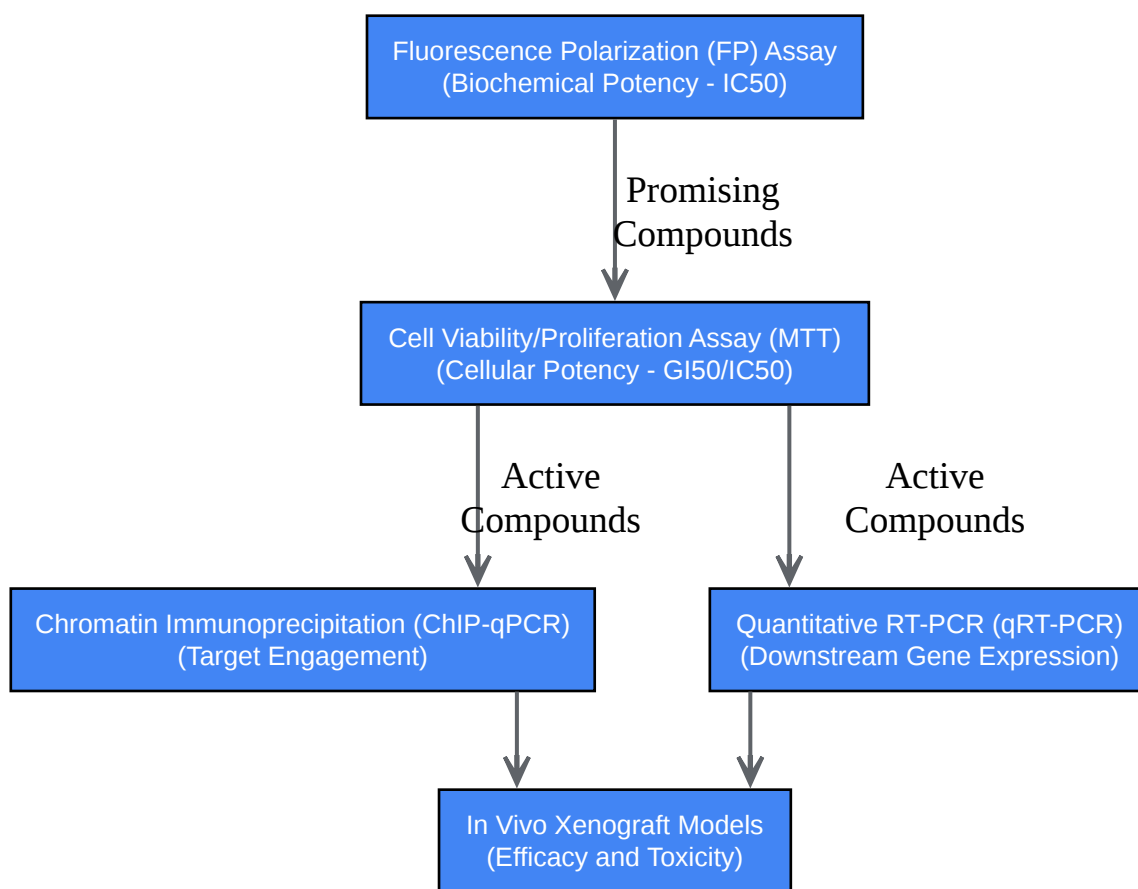 Fluorescence Polarization (FP) Assay
(Biochemical Potency - IC50)
Promising
Compounds
Cell Viability/Proliferation Assay (MTT)
(Cellular Potency - GI50/IC50)
Active
Compounds
Active
Compounds
Chromatin Immunoprecipitation (ChIP-qPCR)
(Target Engagement)
Quantitative RT-PCR (qRT-PCR)
(Downstream Gene Expression)
In Vivo Xenograft Models
(Efficacy and Toxicity)